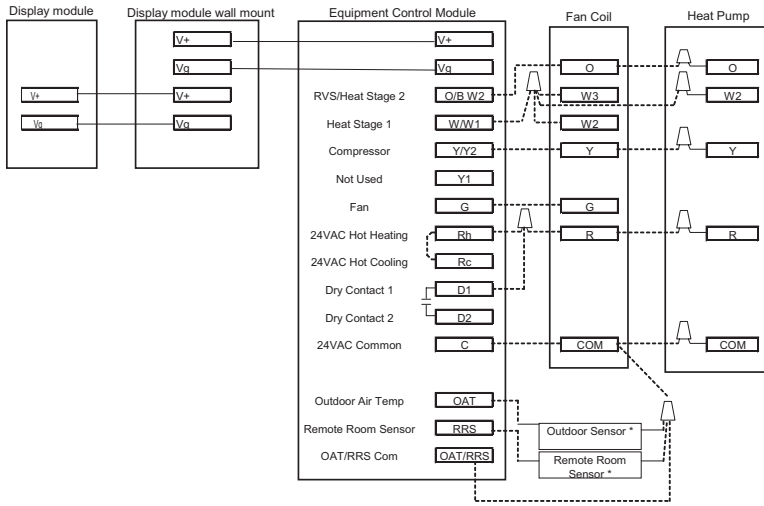 Display module
Display module wall mount
Equipment Control Module
Fan Coil
Heat Pump
V+
V+
Vg
Vg
O
O
V+
V+
RVS/Heat Stage 2
O/B W2
W3
W2
Vg
Vg
Heat Stage 1
W/W1
W2
Compressor
Y/Y2
Y
Y
Not Used
Y1
Fan
G
G
24VAC Hot Heating
Rh
R
R
24VAC Hot Cooling
Rc
Dry Contact 1
D1
Dry Contact 2
D2
24VAC Common
C
COM
COM
Outdoor Air Temp
OAT
Remote Room Sensor
RRS
Outdoor Sensor *
OAT/RRS Com
OAT/RRS
Remote Room
Sensor *